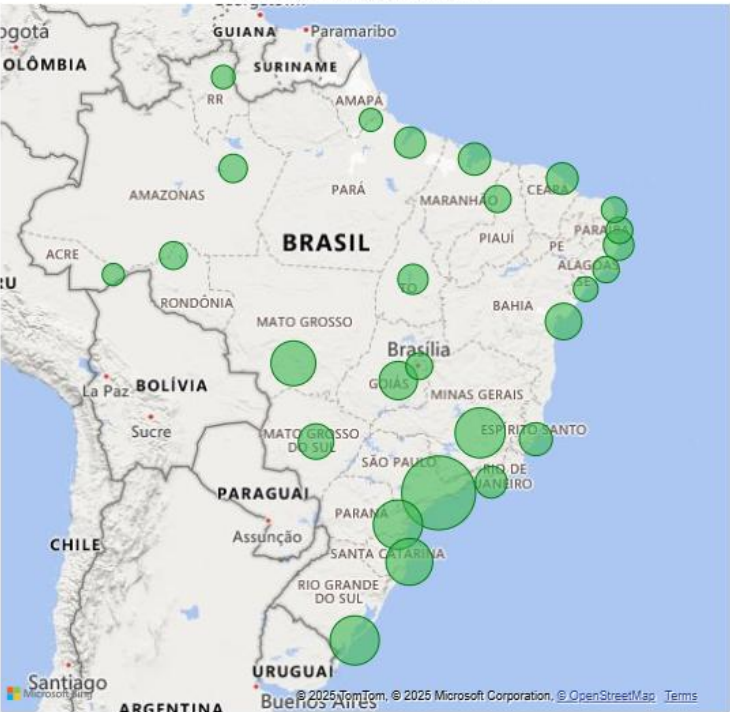 GUIANA
Paramaribo
OLÔMBIA
SURINAME
RR
AMAPÁ
AMAZONAS
PARÁ
MARANHÃO
CEARÁ
BRASIL
PIAUÍ
PARAÍBA
PE
ALAGOAS
SE
ACRE
TO
RONDÔNIA
BAHIA
MATO GROSSO
Brasília
GOIÁS
La Paz
BOLÍVIA
MINAS GERAIS
Sucre
MATO GROSSO
DO SUL
ESPÍRITO SANTO
SÃO PAULO
RIO DE
JANEIRO
PARAGUAI
PARANÁ
Assunção
CHILE
SANTA CATARINA
RIO GRANDE
DO SUL
URUGUAI
Santiago
Microsoft Bing
© 2025 TomTom, © 2025 Microsoft Corporation, © OpenStreetMap Terms
Buenos Aires
ARGENTINA